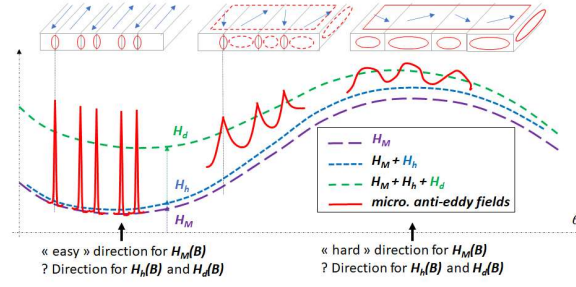 H_d
H_h
H_M
H_M
H_M + H_h
H_M + H_h + H_d
micro. anti-eddy fields
« easy » direction for H_M(B)
? Direction for H_h(B) and H_d(B)
« hard » direction for H_M(B)
? Direction for H_h(B) and H_d(B)